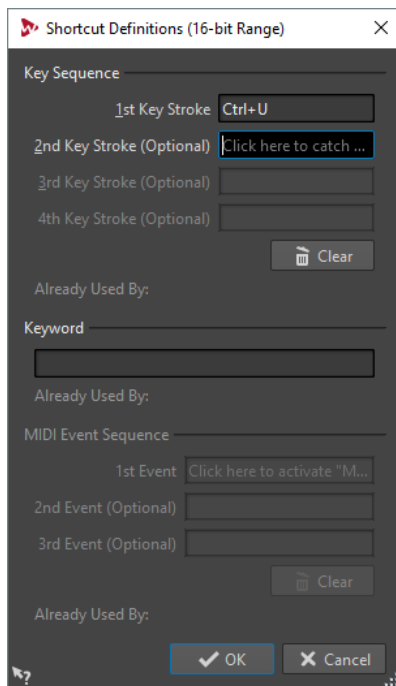 Shortcut Definitions (16-bit Range)
Key Sequence
1st Key Stroke Ctrl+U
2nd Key Stroke (Optional) Click here to catch ...
3rd Key Stroke (Optional)
4th Key Stroke (Optional)
Clear
Already Used By:
Keyword
Already Used By:
MIDI Event Sequence
1st Event Click here to activate "M...
2nd Event (Optional)
3rd Event (Optional)
Clear
Already Used By:
OK Cancel